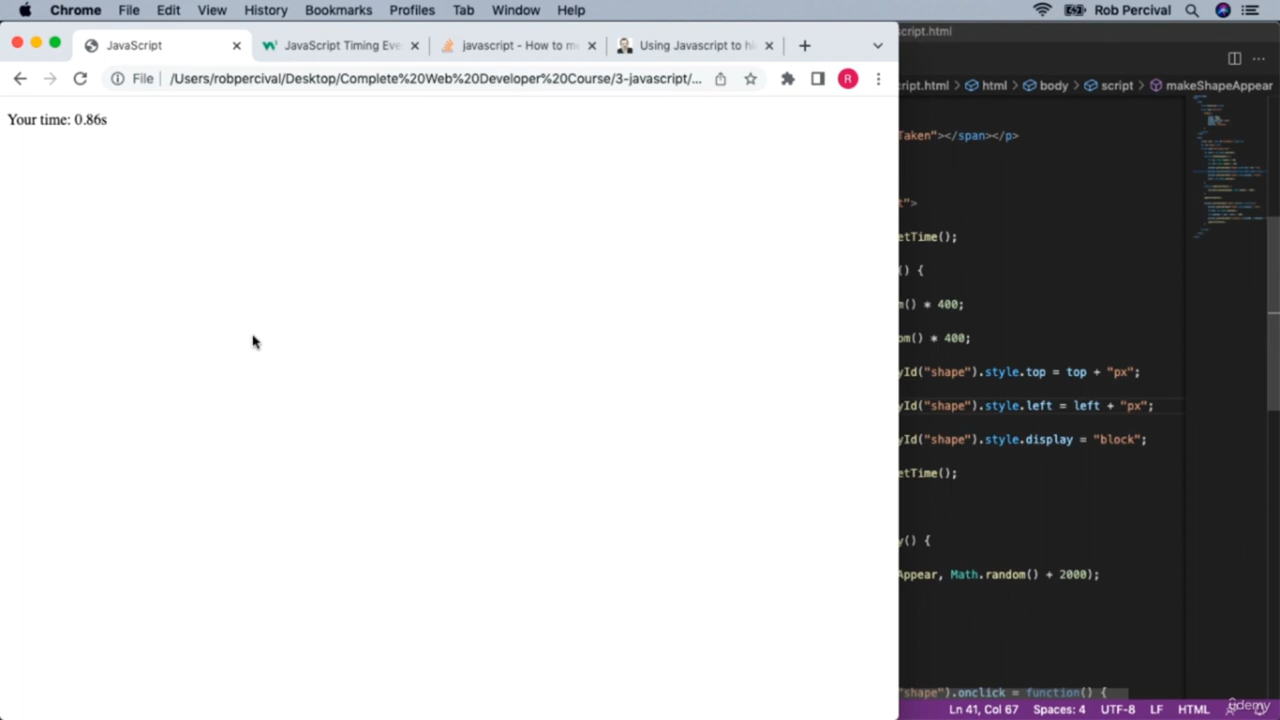 Chrome File Edit View History Bookmarks Profiles Tab Window Help Rob Percival
JavaScript
JavaScript Timing Eve
javascript - How to me
Using Javascript to hi
cript.html
File /Users/robpercival/Desktop/Complete%20Web%20Developer%20Course/3-javascript/... R
ript.html > html > body > script > makeShapeAppear
Your time: 0.86s
Taken"></span></p>
t">
etTime();
() {
m() * 400;
om() * 400;
yId("shape").style.top = top + "px";
yId("shape").style.left = left + "px";
yId("shape").style.display = "block";
etTime();
y() {
Appear, Math.random() + 2000);
"shape").onclick = function() {
Ln 41, Col 67 Spaces: 4 UTF-8 LF HTML
ûdemy